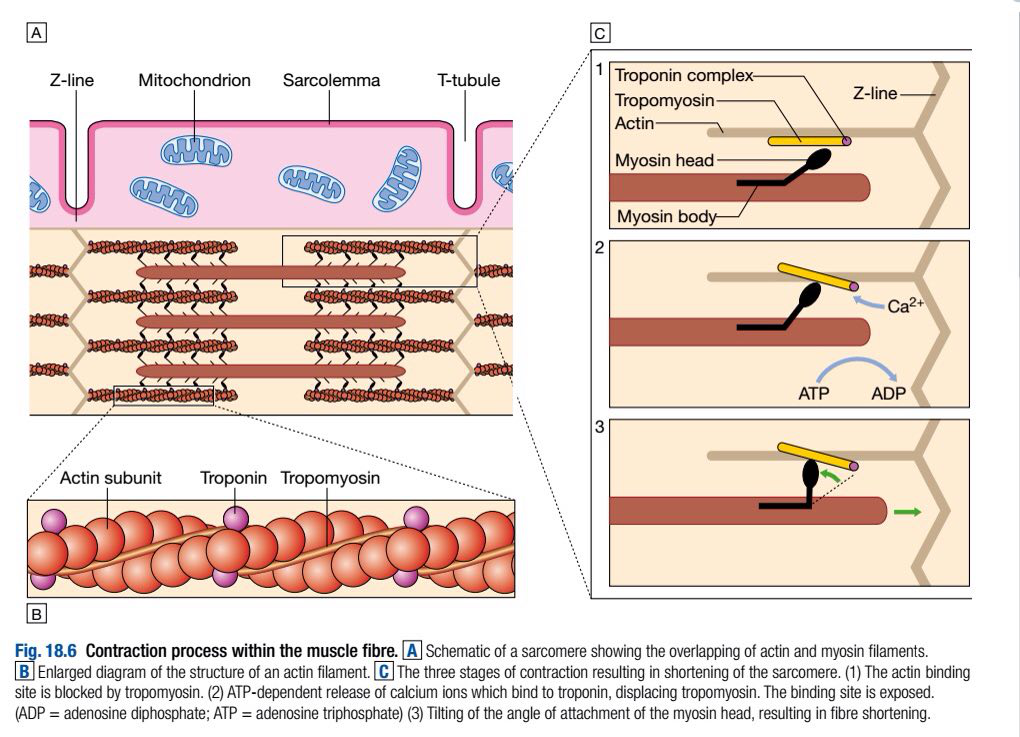 A
Z-line Mitochondrion Sarcolemma T-tubule
Actin subunit Troponin Tropomyosin
B
C
1
Troponin complex
Tropomyosin
Actin
Z-line
Myosin head
Myosin body
2
Ca²⁺
ATP ADP
3
Fig. 18.6 Contraction process within the muscle fibre. A Schematic of a sarcomere showing the overlapping of actin and myosin filaments.
B Enlarged diagram of the structure of an actin filament. C The three stages of contraction resulting in shortening of the sarcomere. (1) The actin binding
site is blocked by tropomyosin. (2) ATP-dependent release of calcium ions which bind to troponin, displacing tropomyosin. The binding site is exposed.
(ADP = adenosine diphosphate; ATP = adenosine triphosphate) (3) Tilting of the angle of attachment of the myosin head, resulting in fibre shortening.